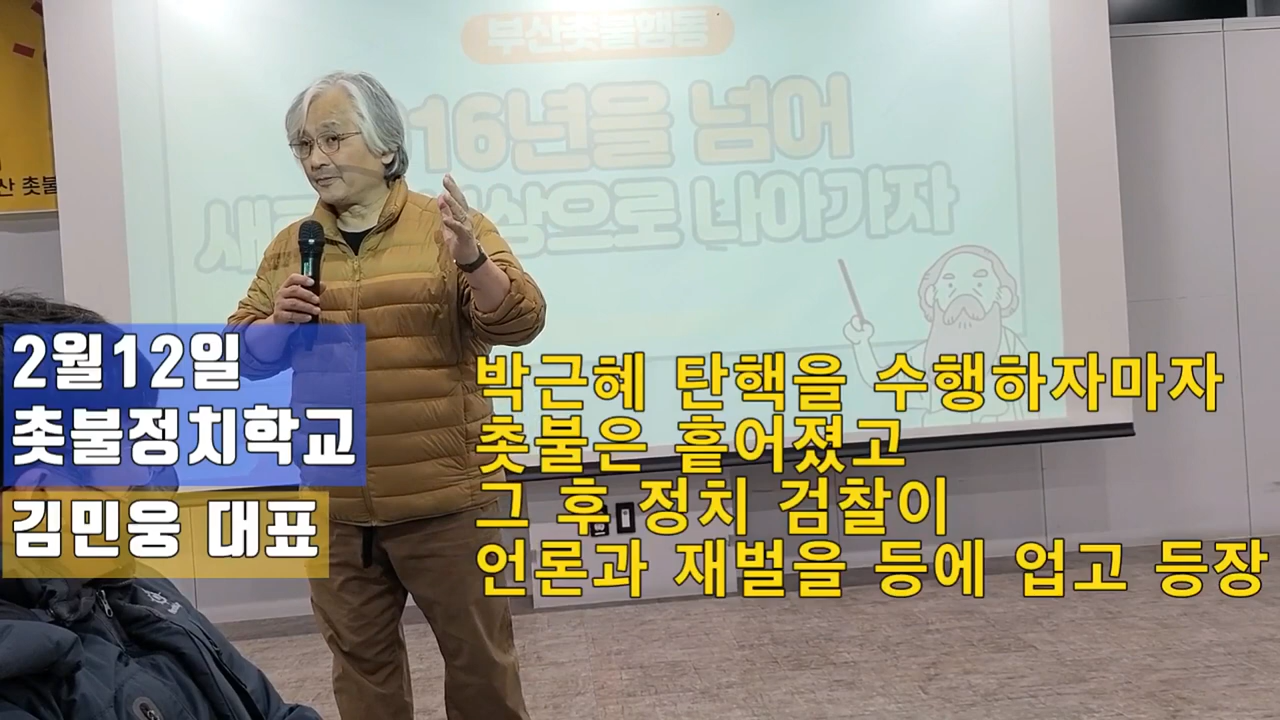 부산촛불행동
16년을 넘어
으로 나아가자
산 촛불
2월12일
촛불정치학교
김민웅 대표
박근혜 탄핵을 수행하자마자
촛불은 흩어졌고
그 후 정치 검찰이
언론과 재벌을 등에 업고 등장